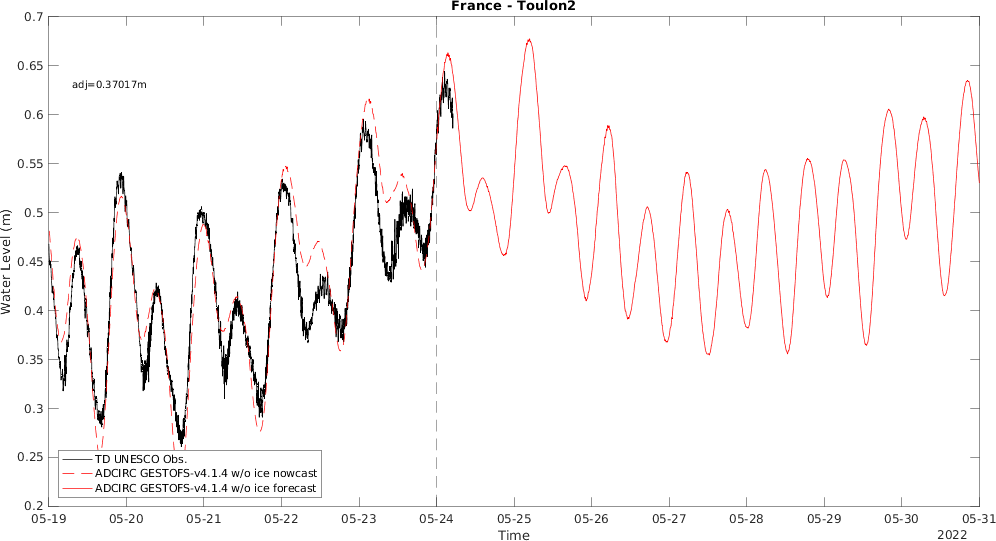 France - Toulon2
0.7
0.65
0.6
0.55
0.5
0.45
0.4
0.35
0.3
0.25
0.2
Water Level (m)
adj=0.37017m
TD UNESCO Obs.
ADCIRC GESTOFS-v4.1.4 w/o ice nowcast
ADCIRC GESTOFS-v4.1.4 w/o ice forecast
05-19 05-20 05-21 05-22 05-23 05-24 05-25 05-26 05-27 05-28 05-29 05-30 05-31
Time
2022